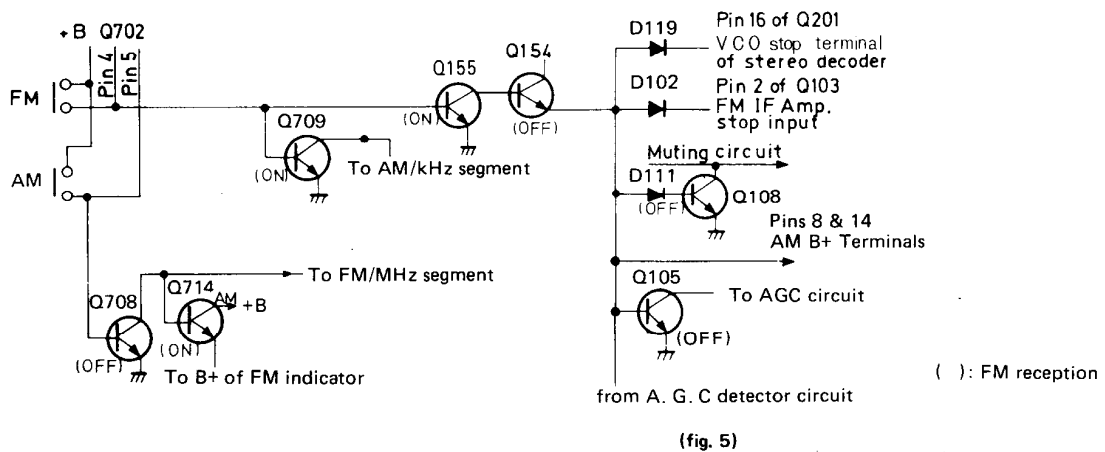 +B Q702
Pin 4
Pin 5
FM
AM
Q709
(ON)
To AM/kHz segment
Q155
(ON)
Q154
(OFF)
D119
Pin 16 of Q201
VCO stop terminal
of stereo decoder
D102
Pin 2 of Q103
FM IF Amp.
stop input
Muting circuit
D111
(OFF)
Q108
Pins 8 & 14
AM B+ Terminals
Q105
(OFF)
To AGC circuit
from A. G. C detector circuit
To FM/MHz segment
Q708
(OFF)
Q714
(ON)
AM +B
To B+ of FM indicator
( ): FM reception
(fig. 5)